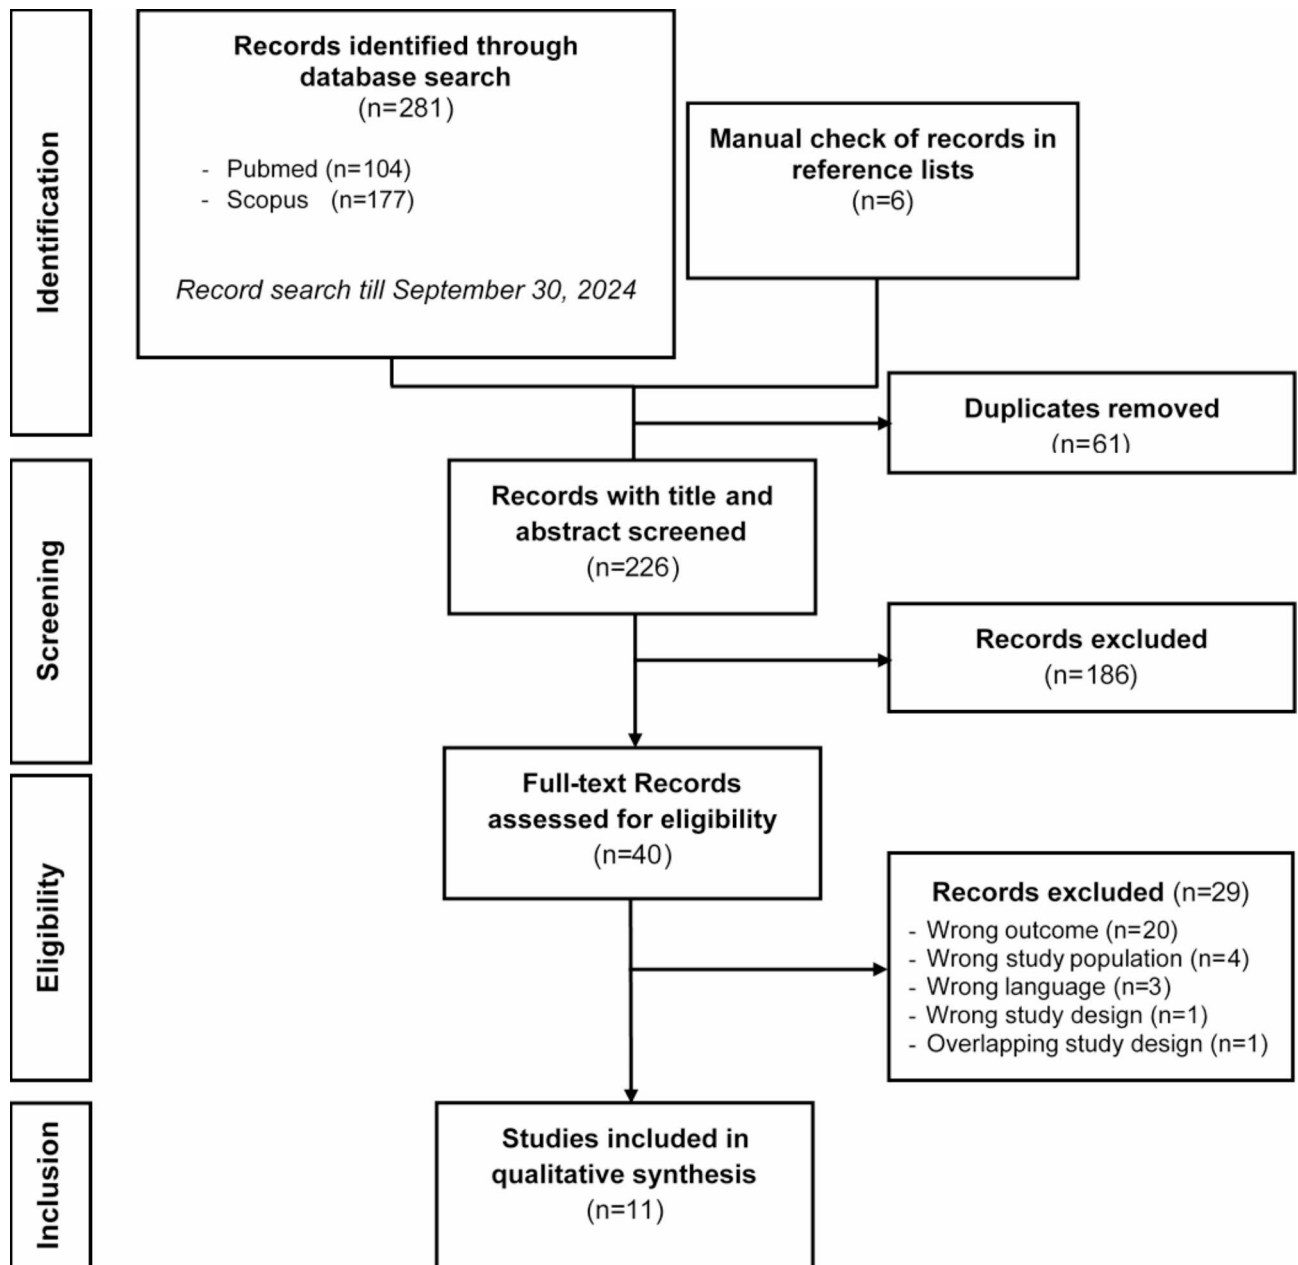 Identification
Records identified through
database search
(n=281)
- Pubmed (n=104)
- Scopus (n=177)
Record search till September 30, 2024
Manual check of records in
reference lists
(n=6)
Duplicates removed
(n=61)
Screening
Records with title and
abstract screened
(n=226)
Records excluded
(n=186)
Eligibility
Full-text Records
assessed for eligibility
(n=40)
Records excluded (n=29)
- Wrong outcome (n=20)
- Wrong study population (n=4)
- Wrong language (n=3)
- Wrong study design (n=1)
- Overlapping study design (n=1)
Inclusion
Studies included in
qualitative synthesis
(n=11)